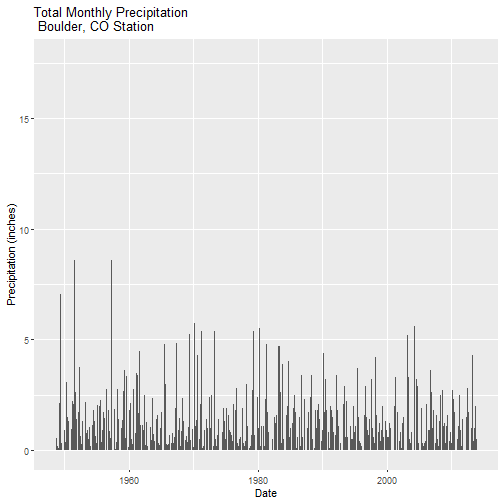 Total Monthly Precipitation
Boulder, CO Station
15
10
5
0
Precipitation (inches)
1960
1980
2000
Date